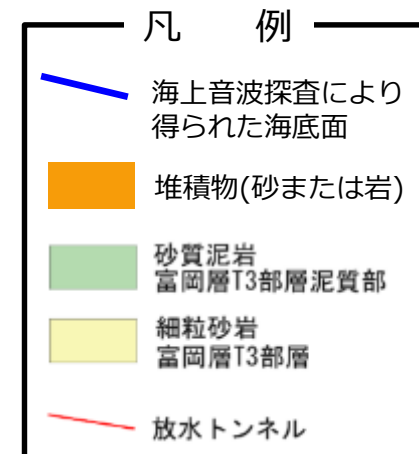 凡 例
海上音波探査により
得られた海底面
堆積物(砂または岩)
砂質泥岩
富岡層T3部層泥質部
細粒砂岩
富岡層T3部層
放水トンネル